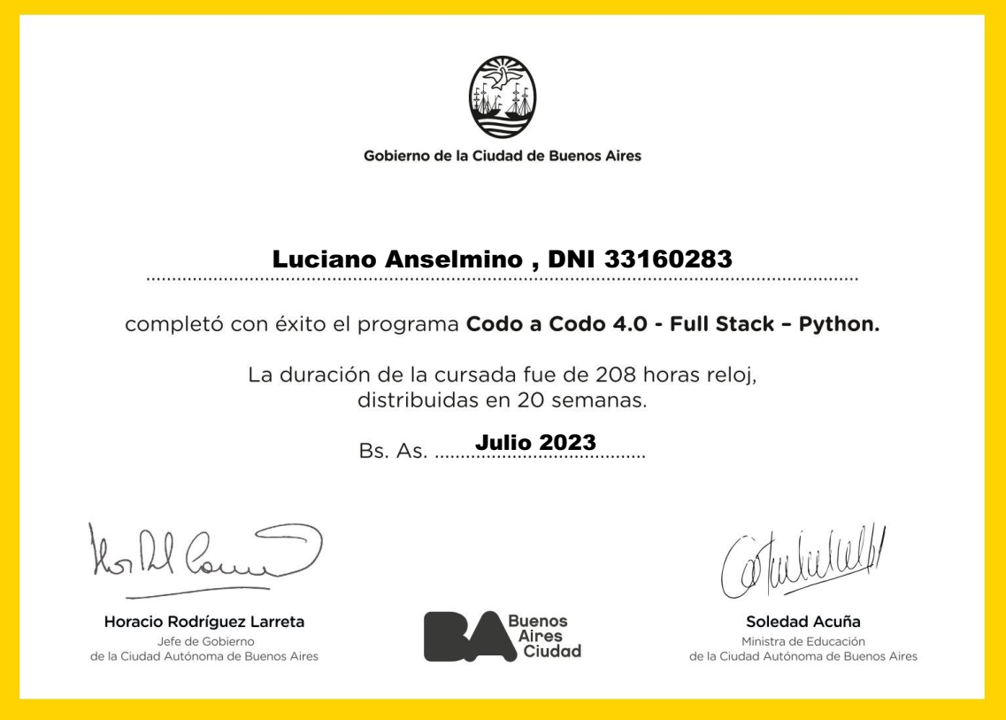 Gobierno de la Ciudad de Buenos Aires
Luciano Anselmino , DNI 33160283
completó con éxito el programa Codo a Codo 4.0 - Full Stack – Python.
La duración de la cursada fue de 208 horas reloj,
distribuidas en 20 semanas.
Bs. As. Julio 2023
Horacio Rodríguez Larreta
Jefe de Gobierno
de la Ciudad Autónoma de Buenos Aires
BA
Buenos
Aires
Ciudad
Soledad Acuña
Ministra de Educación
de la Ciudad Autónoma de Buenos Aires